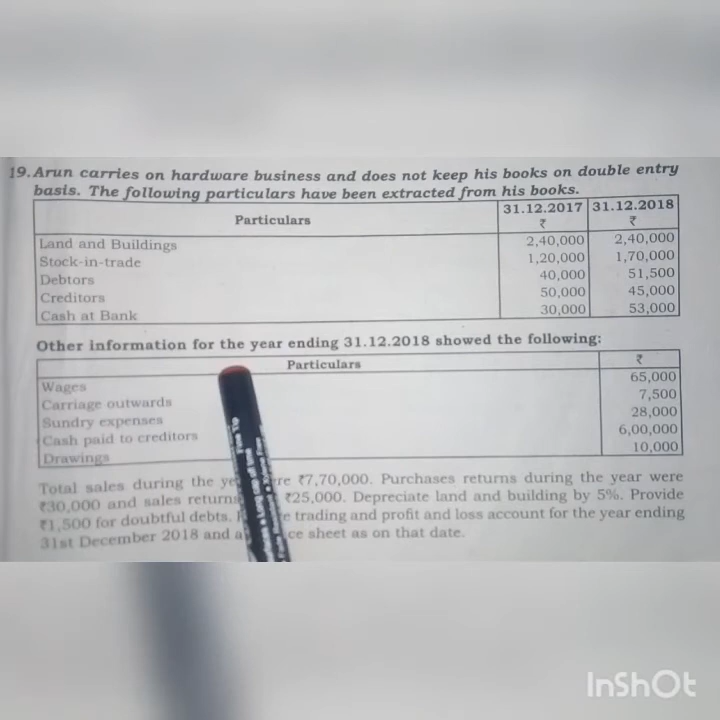 19. Arun carries on hardware business and does not keep his books on double entry
basis. The following particulars have been extracted from his books.
Particulars 31.12.2017 31.12.2018
₹ ₹
Land and Buildings 2,40,000 2,40,000
Stock-in-trade 1,20,000 1,70,000
Debtors 40,000 51,500
Creditors 50,000 45,000
Cash at Bank 30,000 53,000
Other information for the year ending 31.12.2018 showed the following:
Particulars ₹
Wages 65,000
Carriage outwards 7,500
Sundry expenses 28,000
Cash paid to creditors 6,00,000
Drawings 10,000
Total sales during the ye re ₹7,70,000. Purchases returns during the year were
₹30,000 and sales returns ₹25,000. Depreciate land and building by 5%. Provide
₹1,500 for doubtful debts. e trading and profit and loss account for the year ending
31st December 2018 and a ce sheet as on that date.
InShOt